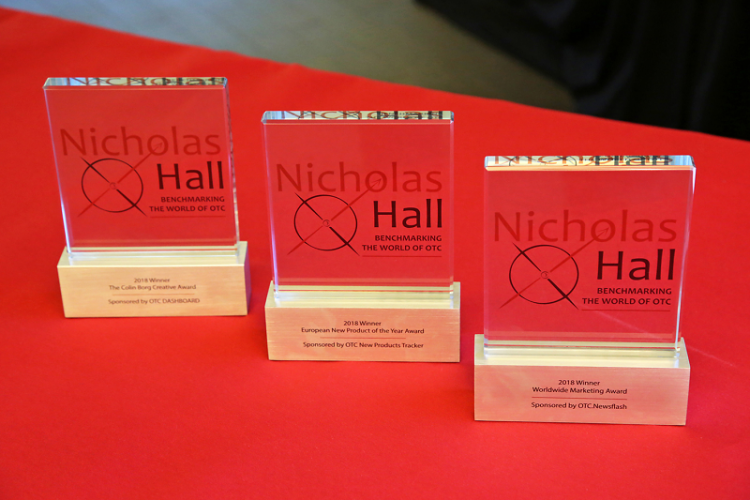 Nicholas
Hall
BENCHMARKING
THE WORLD OF OTC
2018 Winner
The Colin Borg Creative Award
Sponsored by OTC DASHBOARD
Nicholas
Hall
BENCHMARKING
THE WORLD OF OTC
2018 Winner
European New Product of the Year Award
Sponsored by OTC New Products Tracker
Nicholas
Hall
BENCHMARKING
THE WORLD OF OTC
2018 Winner
Worldwide Marketing Award
Sponsored by OTC.Newsflash